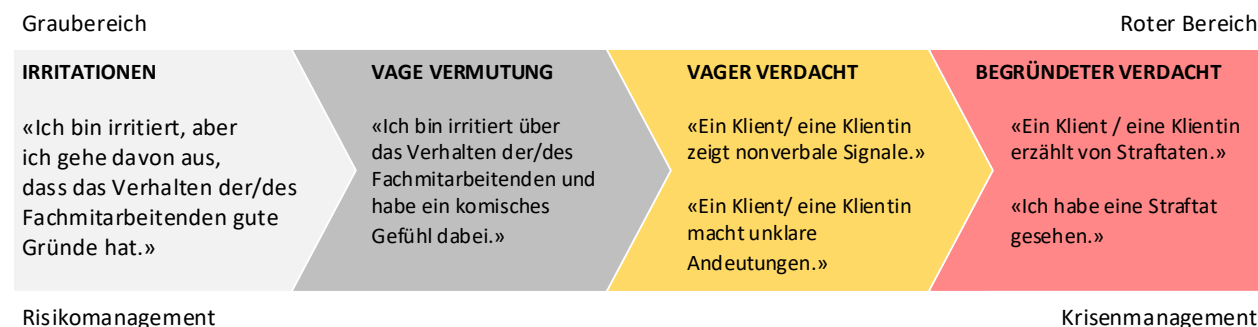 Graubereich
Roter Bereich
IRRITATIONEN
«Ich bin irritiert, aber
ich gehe davon aus,
dass das Verhalten der/des
Fachmitarbeitenden gute
Gründe hat.»
VAGE VERMUTUNG
«Ich bin irritiert über
das Verhalten der/des
Fachmitarbeitenden und
habe ein komisches
Gefühl dabei.»
VAGER VERDACHT
«Ein Klient/ eine Klientin
zeigt nonverbale Signale.»
«Ein Klient/ eine Klientin
macht unklare
Andeutungen.»
BEGRÜNDETER VERDACHT
«Ein Klient / eine Klientin
erzählt von Straftaten.»
«Ich habe eine Straftat
gesehen.»
Risikomanagement
Krisenmanagement